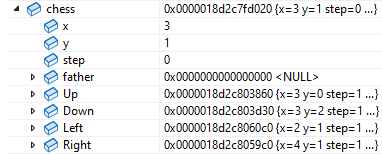 chess 0x0000018d2c7fd020 {x=3 y=1 step=0 ...}
x 3
y 1
step 0
father 0x0000000000000000 <NULL>
Up 0x0000018d2c803860 {x=3 y=0 step=1 ...}
Down 0x0000018d2c803d30 {x=3 y=2 step=1 ...}
Left 0x0000018d2c8060c0 {x=2 y=1 step=1 ...}
Right 0x0000018d2c8059c0 {x=4 y=1 step=1 ...}